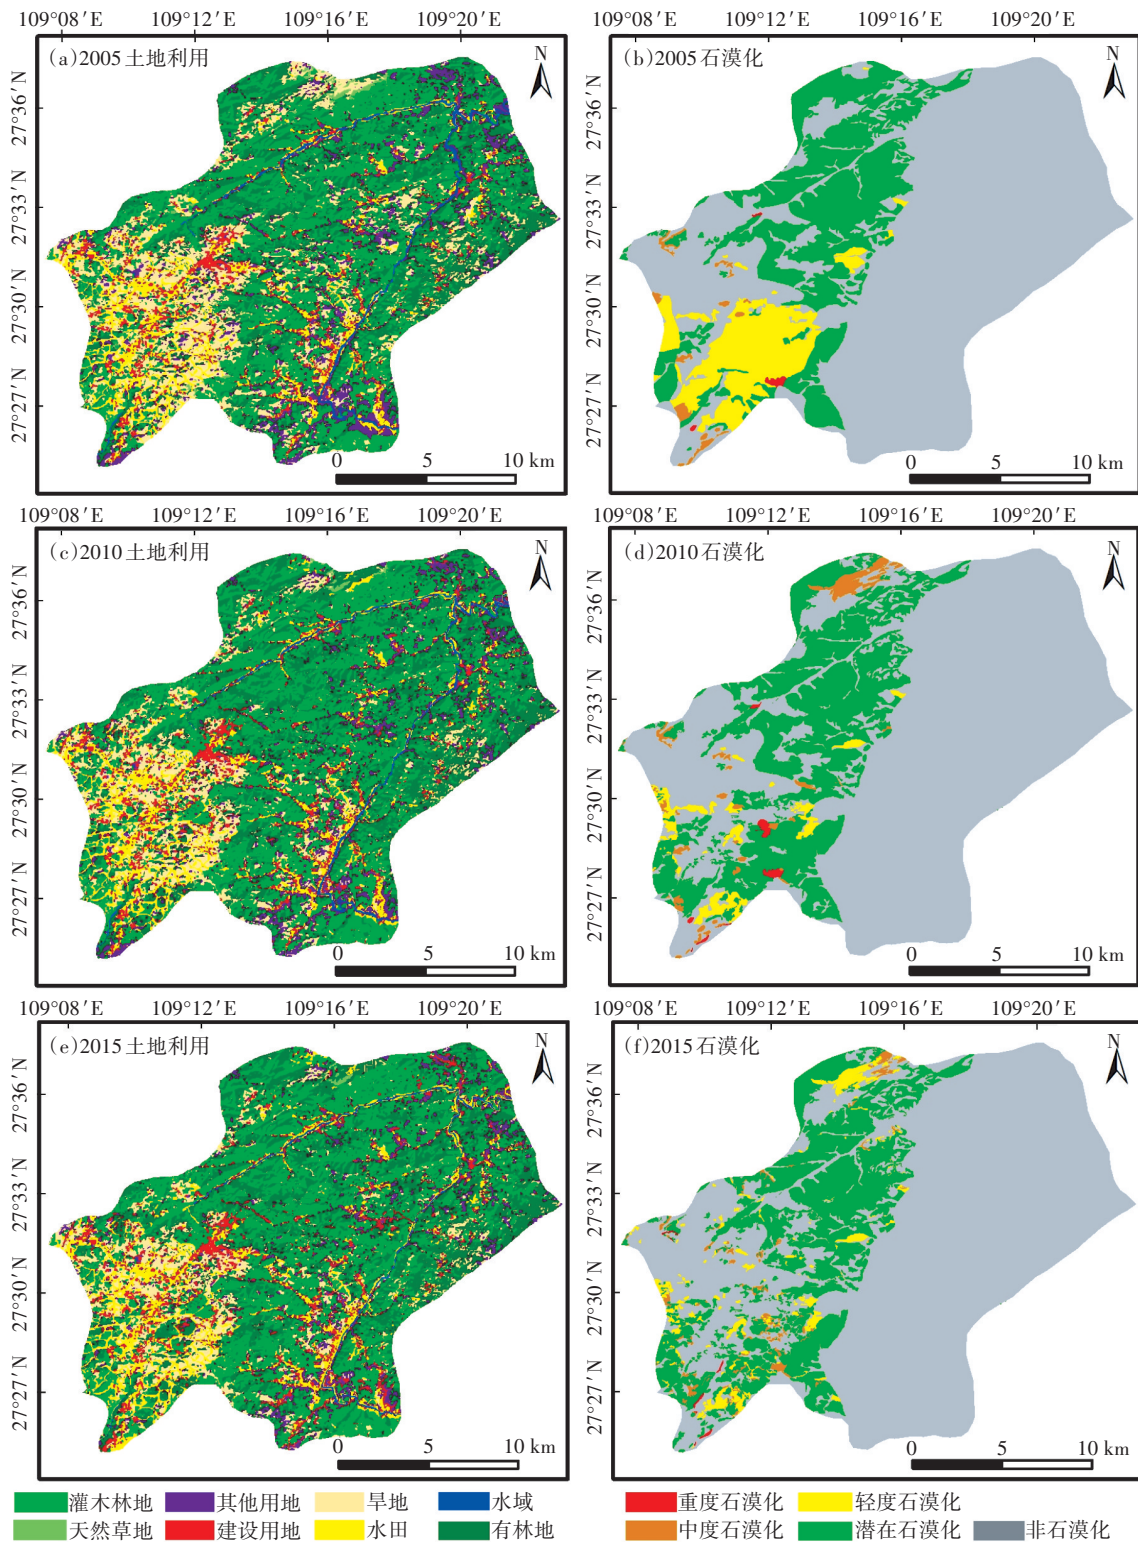 109°08′E 109°12′E 109°16′E 109°20′E 109°08′E 109°12′E 109°16′E 109°20′E
(a)2005土地利用 N
27°36′N
27°33′N
27°30′N
27°27′N
0 5 10 km
(b)2005石漠化 N
27°36′N
27°33′N
27°30′N
27°27′N
0 5 10 km
109°08′E 109°12′E 109°16′E 109°20′E 109°08′E 109°12′E 109°16′E 109°20′E
(c)2010土地利用 N
27°36′N
27°33′N
27°30′N
27°27′N
0 5 10 km
(d)2010石漠化 N
27°36′N
27°33′N
27°30′N
27°27′N
0 5 10 km
109°08′E 109°12′E 109°16′E 109°20′E 109°08′E 109°12′E 109°16′E 109°20′E
(e)2015土地利用 N
27°36′N
27°33′N
27°30′N
27°27′N
0 5 10 km
(f)2015石漠化 N
27°36′N
27°33′N
27°30′N
27°27′N
0 5 10 km
灌木林地 其他用地 旱地 水域 重度石漠化 轻度石漠化
天然草地 建设用地 水田 有林地 中度石漠化 潜在石漠化 非石漠化